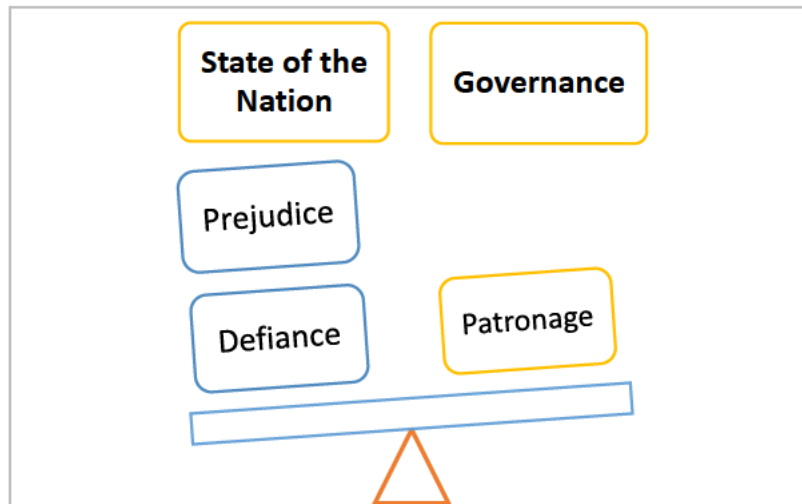 State of the
Nation
Governance
Prejudice
Defiance
Patronage